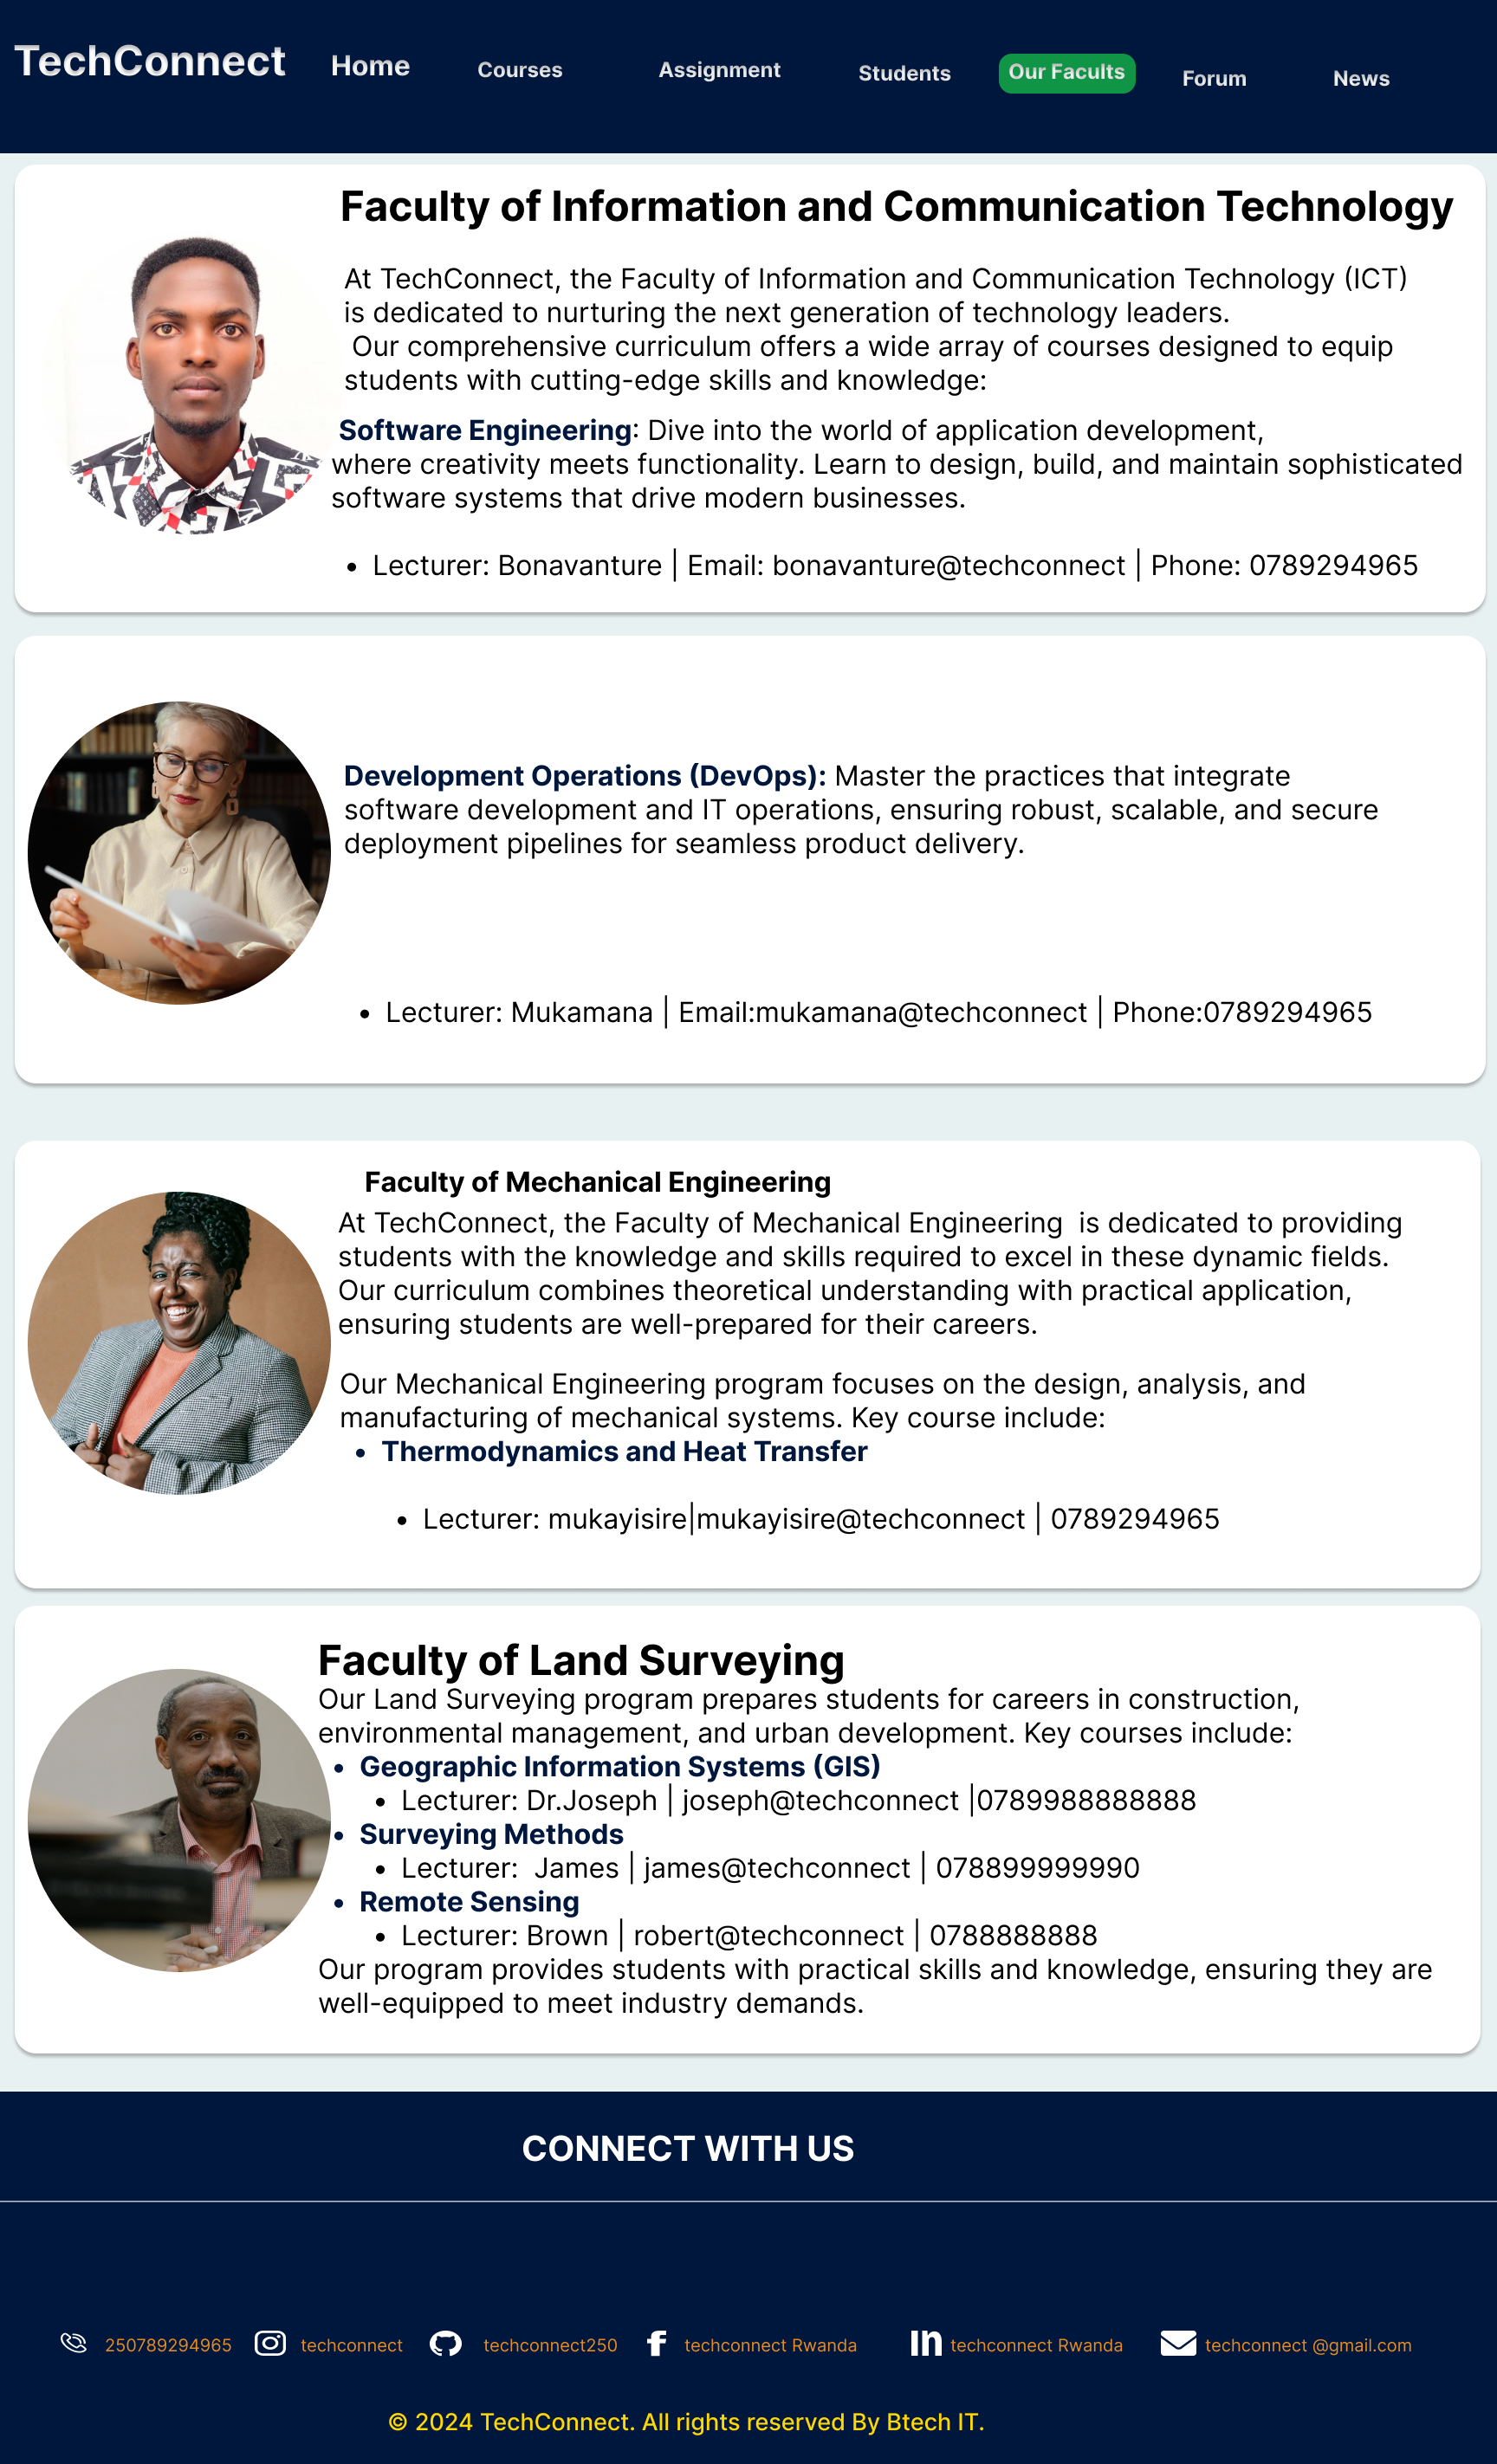 TechConnect Home Courses Assignment Students Our Faculties Forum News
Faculty of Information and Communication Technology
At TechConnect, the Faculty of Information and Communication Technology (ICT)
is dedicated to nurturing the next generation of technology leaders.
Our comprehensive curriculum offers a wide array of courses designed to equip
students with cutting-edge skills and knowledge:
Software Engineering: Dive into the world of application development,
where creativity meets functionality. Learn to design, build, and maintain sophisticated
software systems that drive modern businesses.
• Lecturer: Bonavanture | Email: bonavanture@techconnect | Phone: 0789294965
Development Operations (DevOps): Master the practices that integrate
software development and IT operations, ensuring robust, scalable, and secure
deployment pipelines for seamless product delivery.
• Lecturer: Mukamana | Email:mukamana@techconnect | Phone:0789294965
Faculty of Mechanical Engineering
At TechConnect, the Faculty of Mechanical Engineering is dedicated to providing
students with the knowledge and skills required to excel in these dynamic fields.
Our curriculum combines theoretical understanding with practical application,
ensuring students are well-prepared for their careers.
Our Mechanical Engineering program focuses on the design, analysis, and
manufacturing of mechanical systems. Key course include:
• Thermodynamics and Heat Transfer
• Lecturer: mukayisire|mukayisire@techconnect | 0789294965
Faculty of Land Surveying
Our Land Surveying program prepares students for careers in construction,
environmental management, and urban development. Key courses include:
• Geographic Information Systems (GIS)
• Lecturer: Dr.Joseph | joseph@techconnect |0789988888888
• Surveying Methods
• Lecturer: James | james@techconnect | 078899999990
• Remote Sensing
• Lecturer: Brown | robert@techconnect | 0788888888
Our program provides students with practical skills and knowledge, ensuring they are
well-equipped to meet industry demands.
CONNECT WITH US
250789294965 techconnect techconnect250 techconnect Rwanda techconnect Rwanda techconnect @gmail.com
© 2024 TechConnect. All rights reserved By Btech IT.